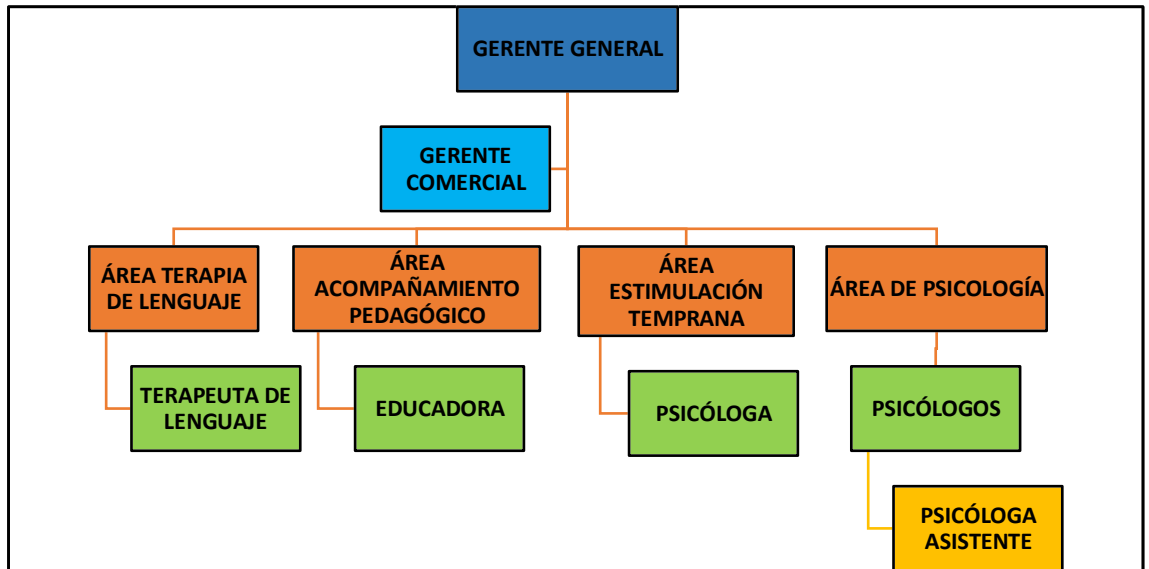 GERENTE GENERAL
GERENTE
COMERCIAL
ÁREA TERAPIA
DE LENGUAJE
ÁREA
ACOMPAÑAMIENTO
PEDAGÓGICO
ÁREA
ESTIMULACIÓN
TEMPRANA
ÁREA DE PSICOLOGÍA
TERAPEUTA DE
LENGUAJE
EDUCADORA
PSICÓLOGA
PSICÓLOGOS
PSICÓLOGA
ASISTENTE